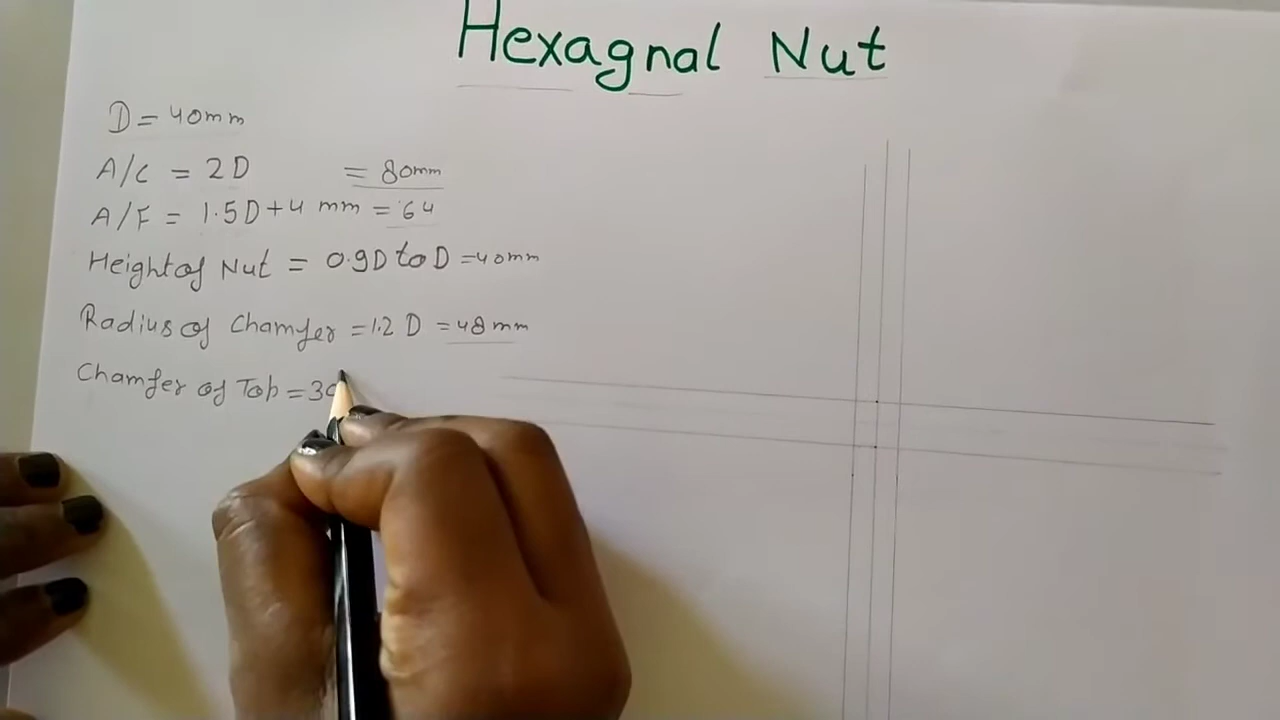 Hexagnal Nut
D = 40mm
A/C = 2D = 80mm
A/F = 1.5D+4 mm = 64
Height of Nut = 0.9D to D = 40mm
Radius of Chamfer = 1.2 D = 48 mm
Chamfer of Top = 30